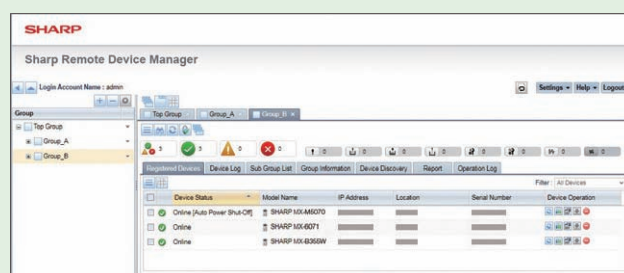 SHARP
Sharp Remote Device Manager
Login Account Name : admin
Settings Help Logout
Group
Top Group
Group_A
Group_B
Top Group Group_A Group_B ×
3 3 0 0 0 0 0 0 0 0 0 0
Registered Devices Device Log Sub Group List Group Information Device Discovery Report Operation Log
Filter: All Devices
Device Status Model Name IP Address Location Serial Number Device Operation
Online [Auto Power Shut-Off] SHARP MX-M5070
Online SHARP MX-6071
Online SHARP MX-B355W